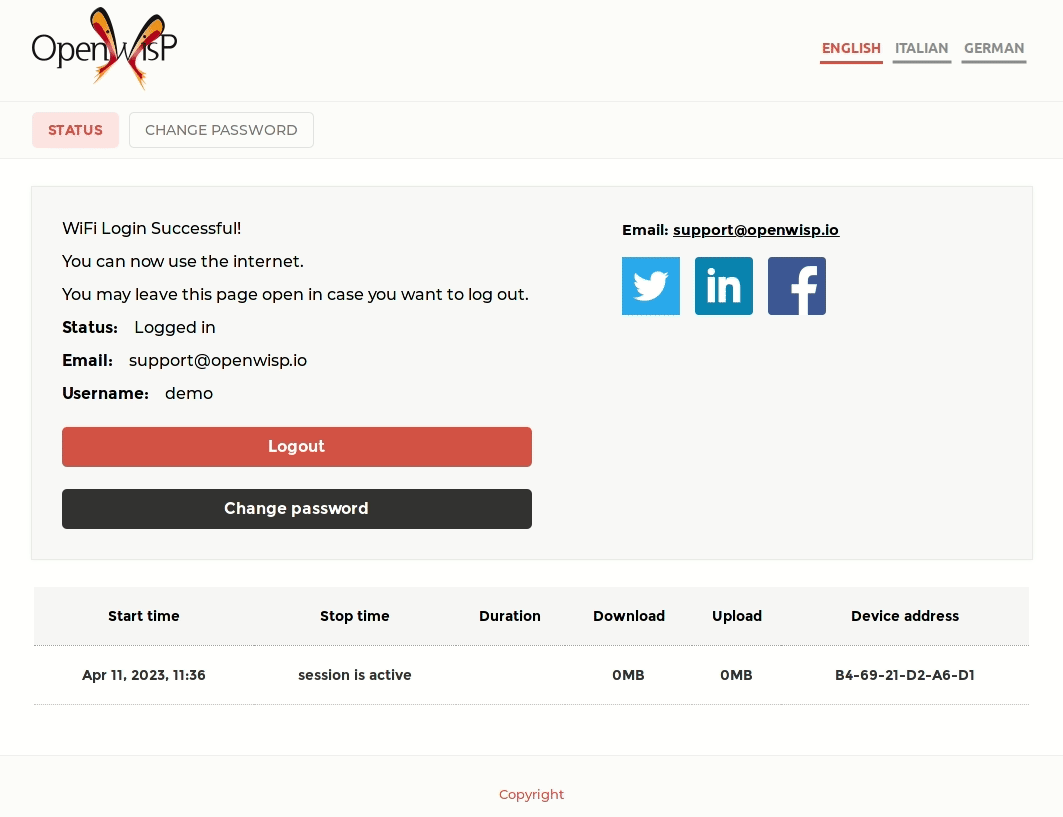 OpenWISP
ENGLISH ITALIAN GERMAN
STATUS CHANGE PASSWORD
WiFi Login Successful!
You can now use the internet.
You may leave this page open in case you want to log out.
Status: Logged in
Email: support@openwisp.io
Username: demo
Logout
Change password
Email: support@openwisp.io
in f
Start time Stop time Duration Download Upload Device address
Apr 11, 2023, 11:36 session is active 0MB 0MB B4-69-21-D2-A6-D1
Copyright